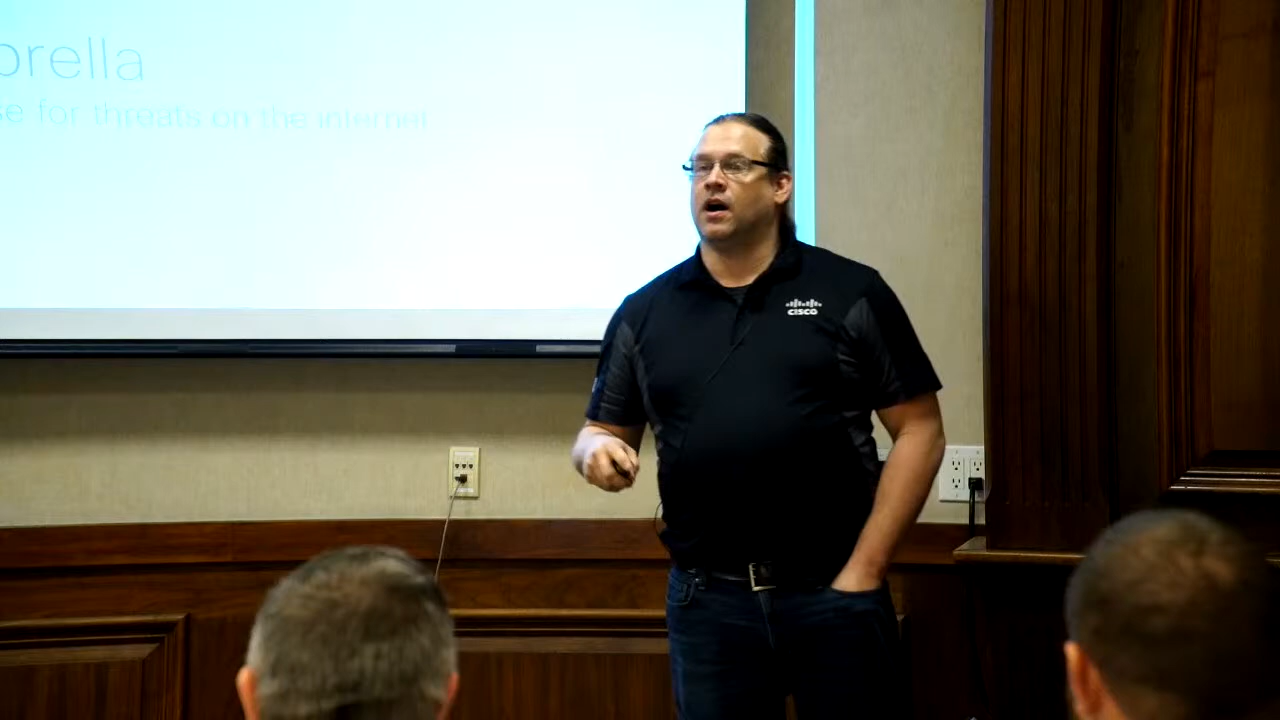 brella
se for threats on the internet
CISCO